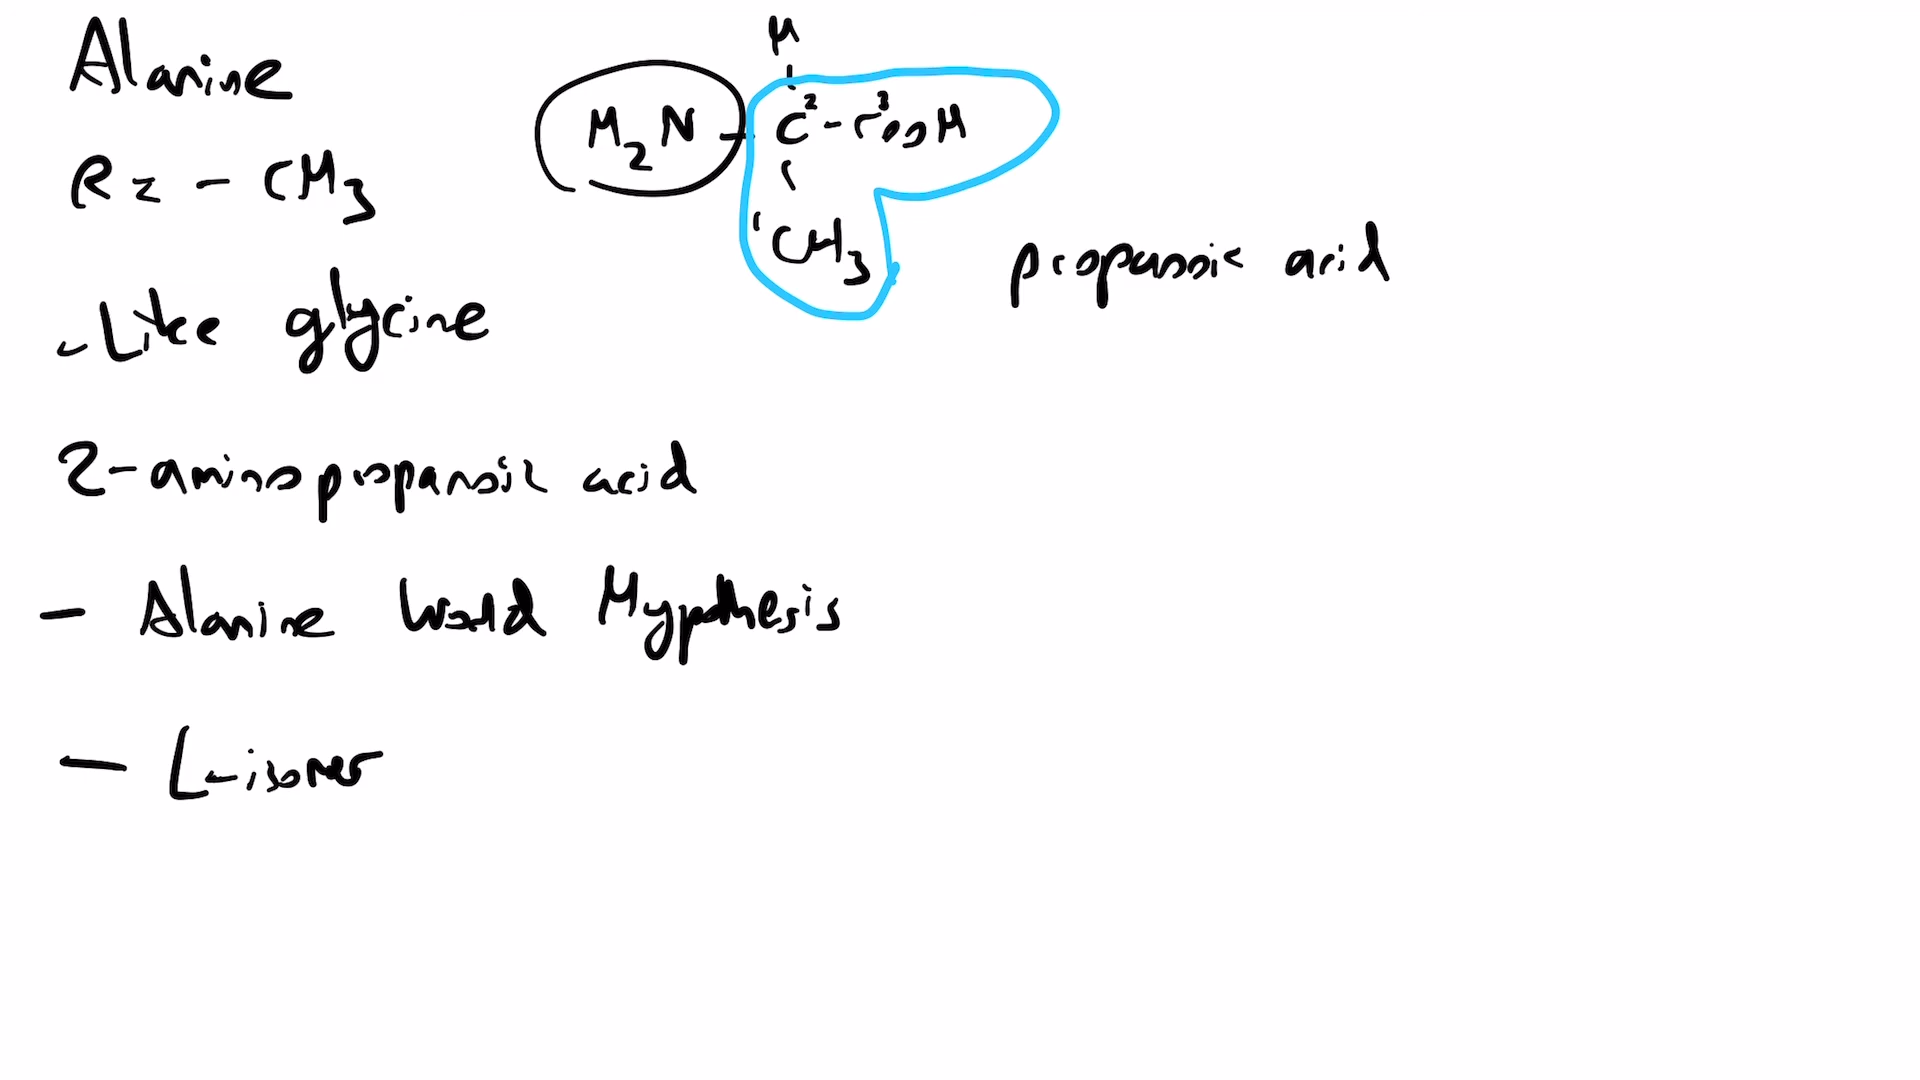 Alanine
R = - CH3
H
H2N - C2 - C3OOH
1CH3
propanoic acid
- Like glycine
2-aminopropanoic acid
- Alanine World Hypothesis
- L-isomer